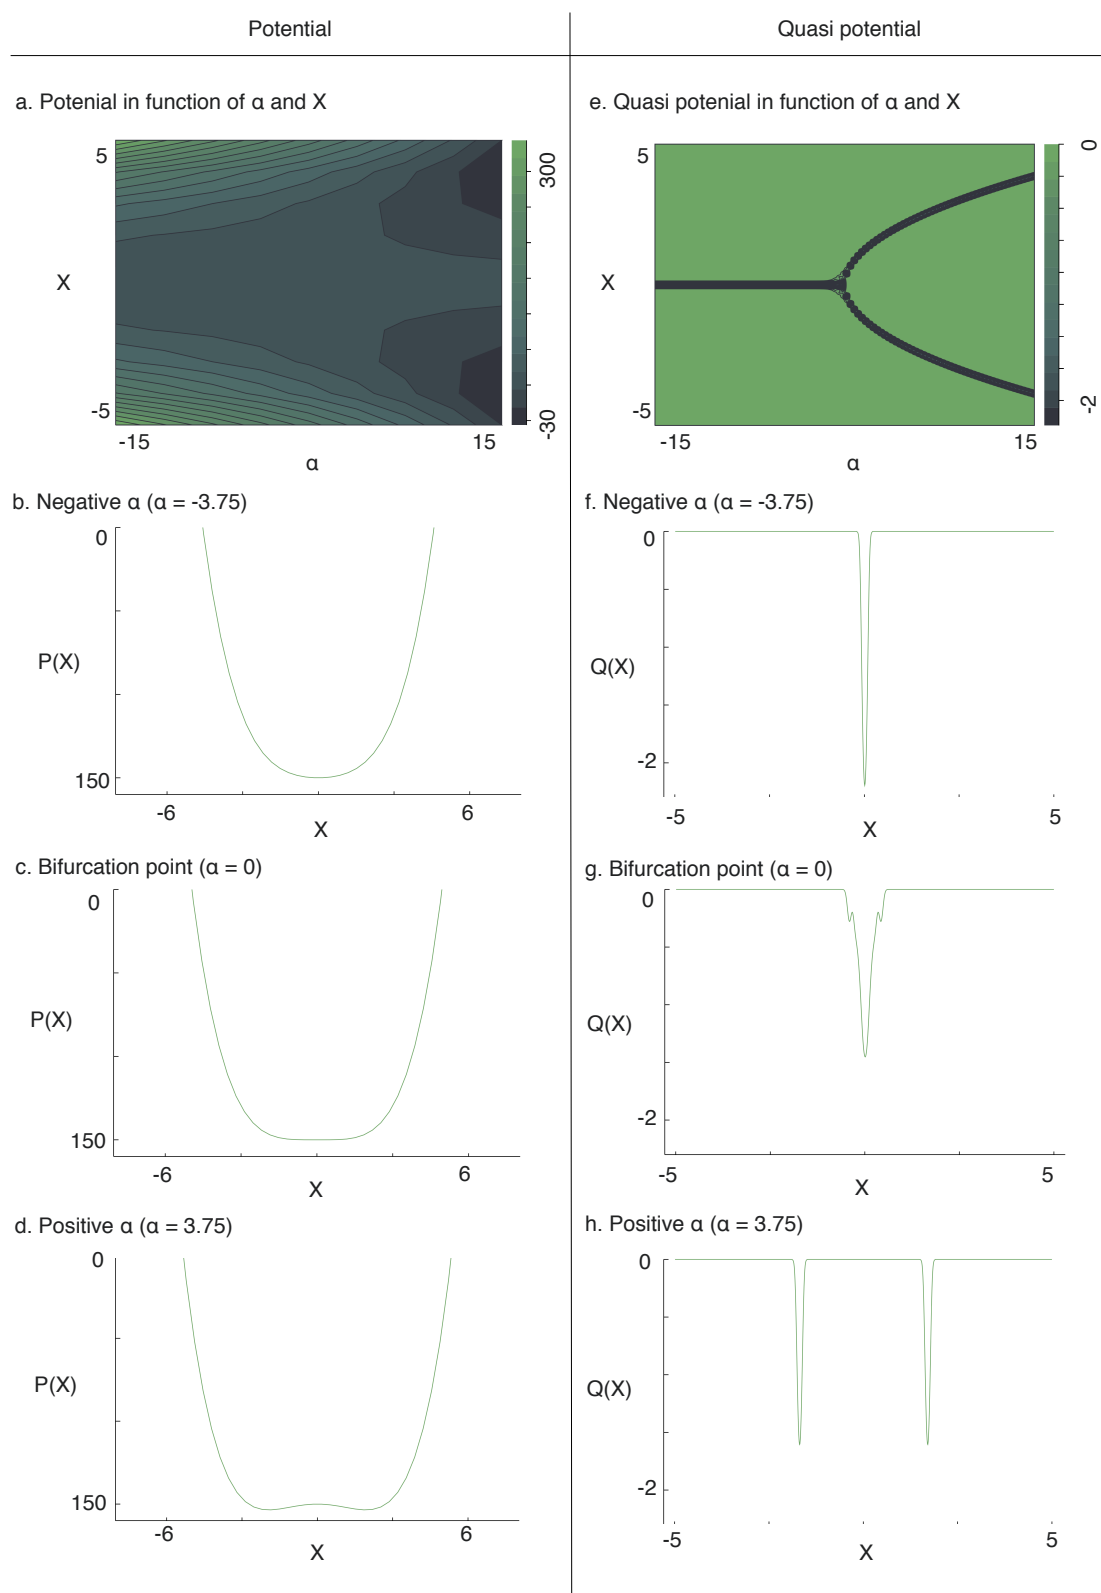 Potential
Quasi potential
a. Potenial in function of α and X
e. Quasi potenial in function of α and X
5
X
-5
-15
15
α
300
-30
5
X
-5
-15
15
α
0
-2
b. Negative α (α = -3.75)
0
P(X)
150
-6
6
X
f. Negative α (α = -3.75)
0
Q(X)
-2
-5
5
X
c. Bifurcation point (α = 0)
0
P(X)
150
-6
6
X
g. Bifurcation point (α = 0)
0
Q(X)
-2
-5
5
X
d. Positive α (α = 3.75)
0
P(X)
150
-6
6
X
h. Positive α (α = 3.75)
0
Q(X)
-2
-5
5
X